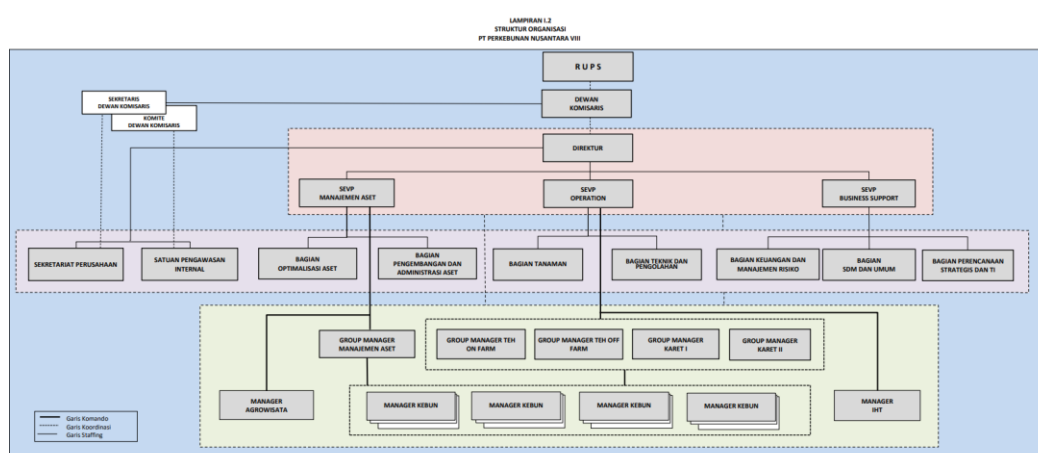 LAMPIRAN I.2
STRUKTUR ORGANISASI
PT PERKEBUNAN NUSANTARA VIII
R U P S
SEKRETARIS
DEWAN KOMISARIS
KOMITE
DEWAN KOMISARIS
DEWAN
KOMISARIS
DIREKTUR
SEVP
MANAJEMEN ASET
SEVP
OPERATION
SEVP
BUSINESS SUPPORT
SEKRETARIAT PERUSAHAAN
SATUAN PENGAWASAN
INTERNAL
BAGIAN
OPTIMALISASI ASET
BAGIAN
PENGEMBANGAN DAN
ADMINISTRASI ASET
BAGIAN TANAMAN
BAGIAN TEKNIK DAN
PENGOLAHAN
BAGIAN KEUANGAN DAN
MANAJEMEN RISIKO
BAGIAN
SDM DAN UMUM
BAGIAN PERENCANAAN
STRATEGIS DAN TI
GROUP MANAGER
MANAJEMEN ASET
GROUP MANAGER TEH
ON FARM
GROUP MANAGER TEH OFF
FARM
GROUP MANAGER
KARET I
GROUP MANAGER
KARET II
MANAGER
AGROWISATA
MANAGER KEBUN
MANAGER KEBUN
MANAGER KEBUN
MANAGER KEBUN
MANAGER
IHT
Garis Komando
Garis Koordinasi
Garis Staffing